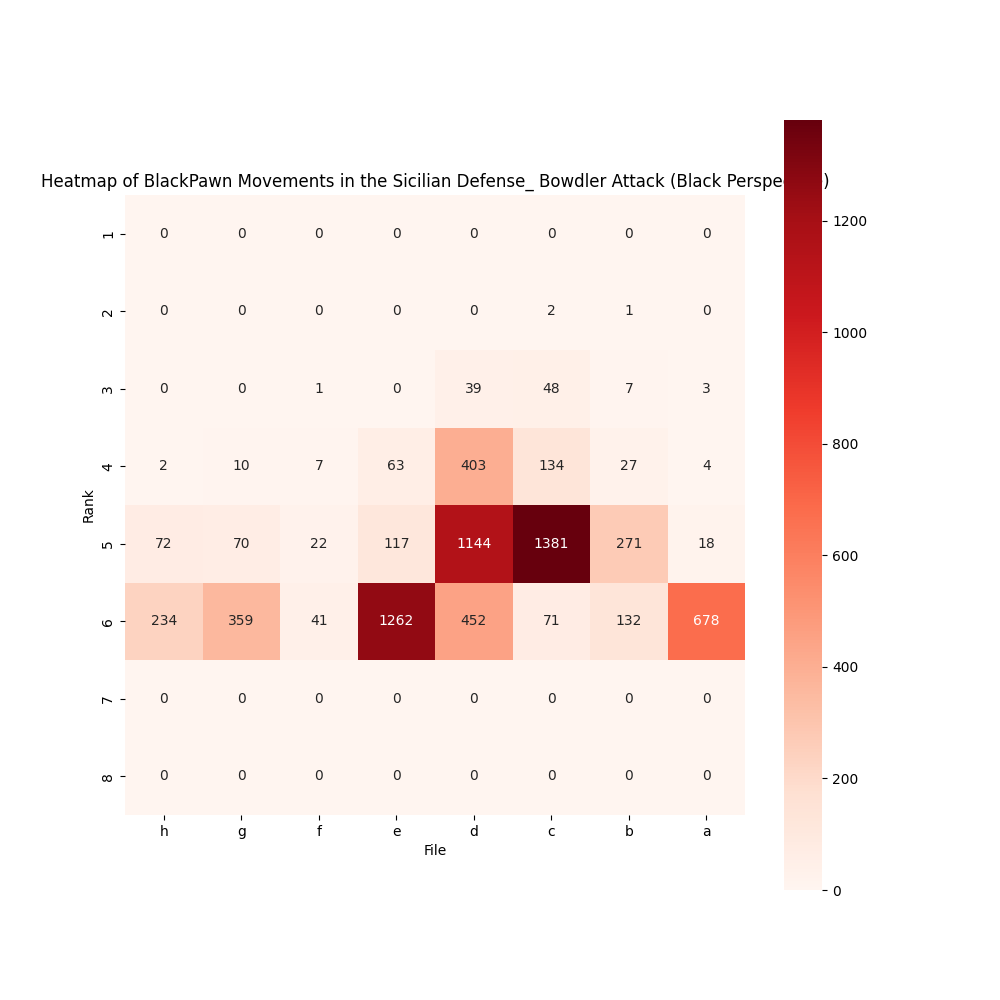 Heatmap of BlackPawn Movements in the Sicilian Defense_ Bowdler Attack (Black Perspe )
1 0 0 0 0 0 0 0 0
2 0 0 0 0 0 2 1 0
3 0 0 1 0 39 48 7 3
4 2 10 7 63 403 134 27 4
Rank
5 72 70 22 117 1144 1381 271 18
6 234 359 41 1262 452 71 132 678
7 0 0 0 0 0 0 0 0
8 0 0 0 0 0 0 0 0
h g f e d c b a
File
1200
1000
800
600
400
200
0